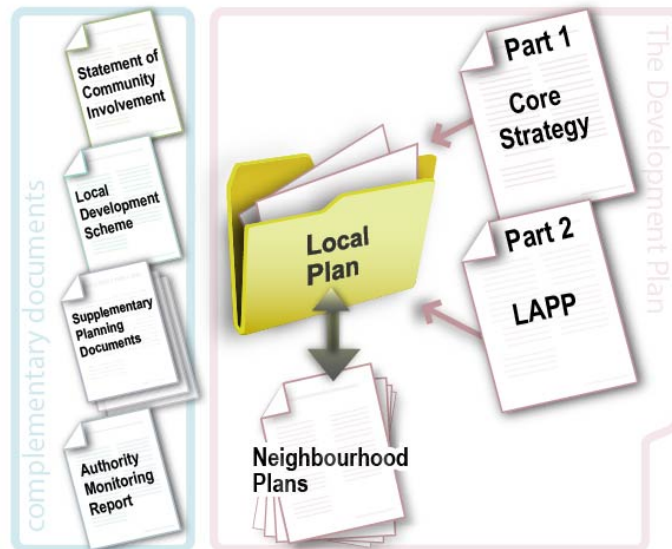 complementary documents
Statement of
Community
Involvement
Local
Development
Scheme
Supplementary
Planning
Documents
Authority
Monitoring
Report
The Development Plan
Local
Plan
Part 1
Core
Strategy
Part 2
LAPP
Neighbourhood
Plans